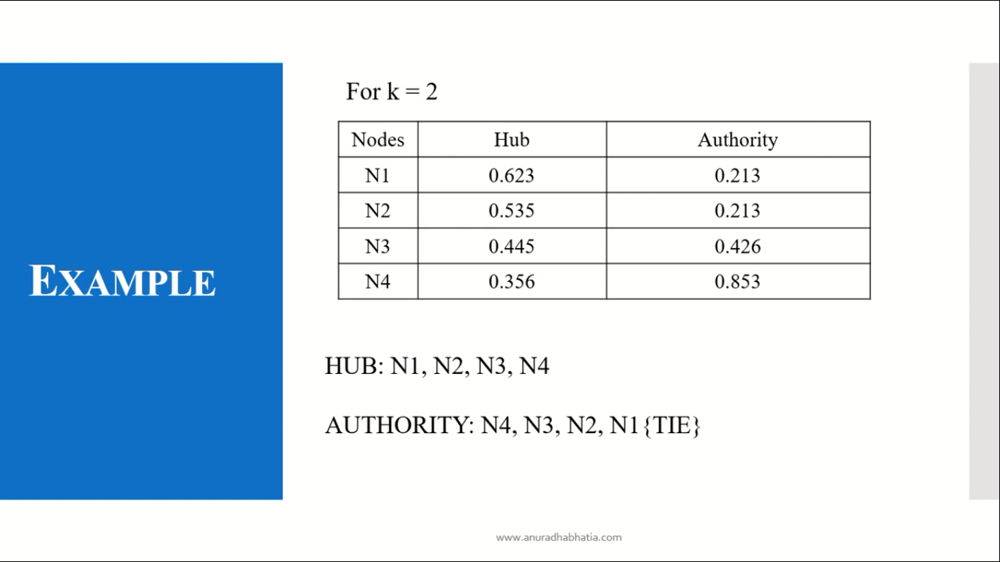 EXAMPLE
For k = 2
Nodes Hub Authority
N1 0.623 0.213
N2 0.535 0.213
N3 0.445 0.426
N4 0.356 0.853
HUB: N1, N2, N3, N4
AUTHORITY: N4, N3, N2, N1{TIE}
www.anuradhabhatia.com